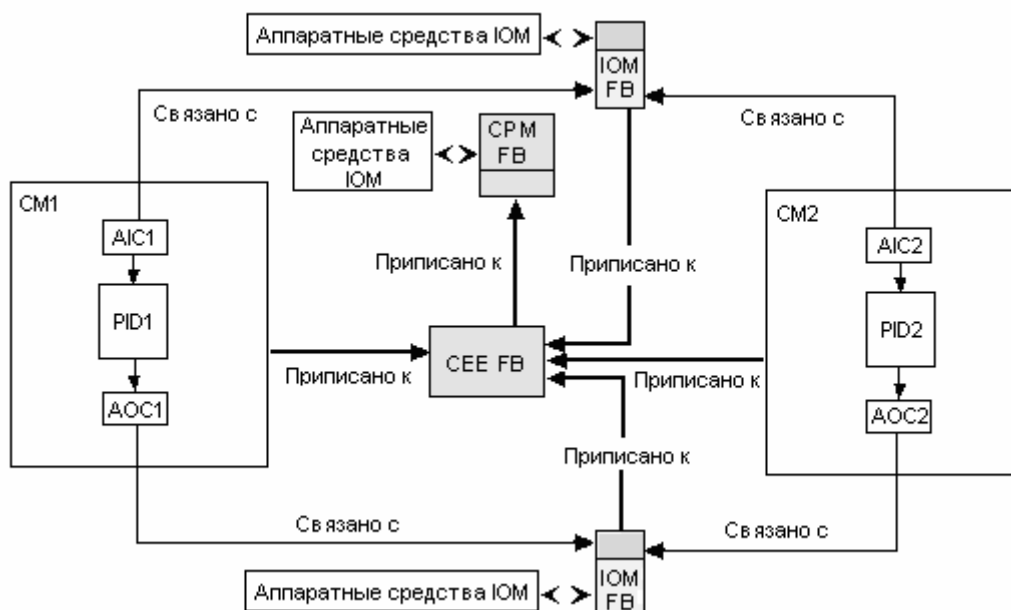 Аппаратные средства IOM
IOM
FB
Связано с
Связано с
Аппаратные
средства
IOM
CPM
FB
CM1
CM2
AIC1
AIC2
Приписано к
Приписано к
PID1
PID2
CEE FB
Приписано к
Приписано к
AOC1
AOC2
Приписано к
Связано с
Связано с
Аппаратные средства IOM
IOM
FB